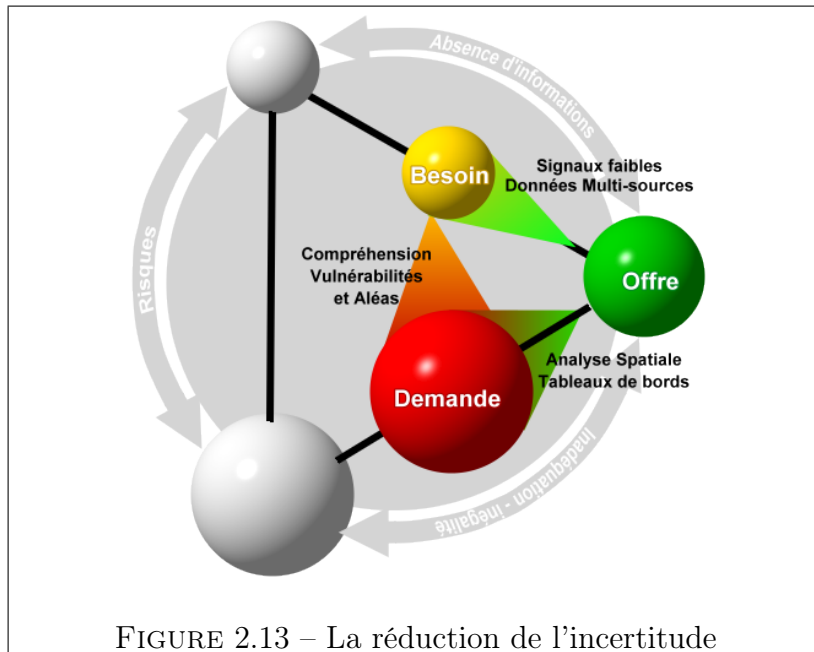 Absence d'informations
Besoin
Signaux faibles
Données Multi-sources
Risques
Compréhension
Vulnérabilités
et Aléas
Offre
Demande
Analyse Spatiale
Tableaux de bords
Inadéquation - inégalité
FIGURE 2.13 – La réduction de l'incertitude